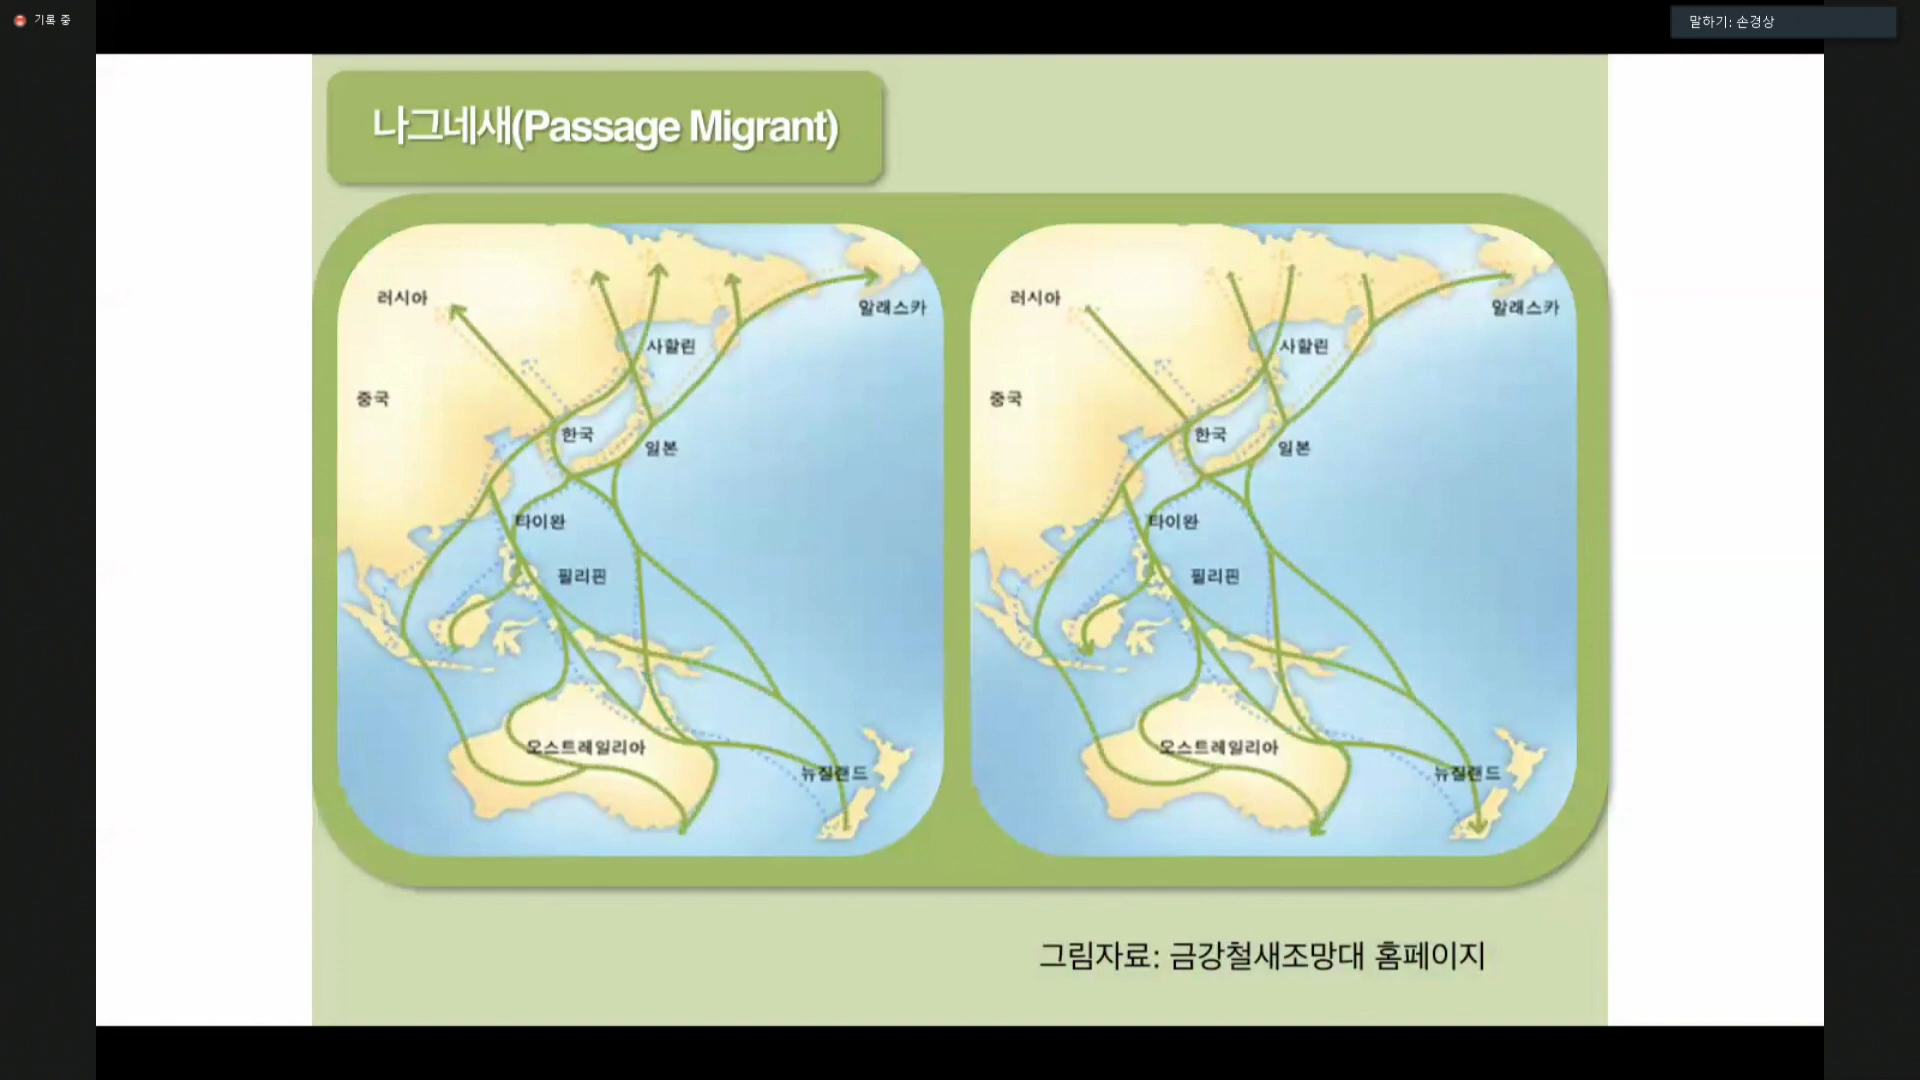 기록 중
말하기: 손경상
나그네새(Passage Migrant)
러시아
알래스카
사할린
중국
한국
일본
타이완
필리핀
오스트레일리아
뉴질랜드
러시아
알래스카
사할린
중국
한국
일본
타이완
필리핀
오스트레일리아
뉴질랜드
그림자료: 금강철새조망대 홈페이지